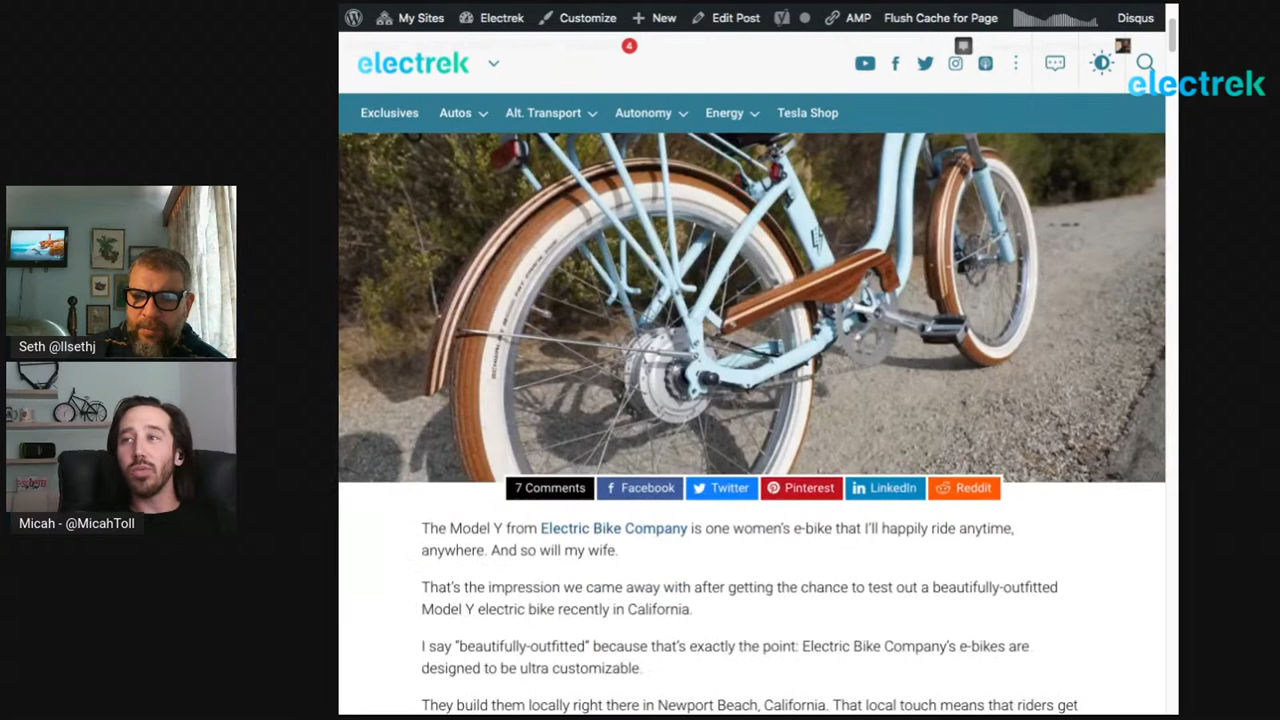 My Sites
Electrek
Customize
New
Edit Post
AMP
Flush Cache for Page
Disqus
4
electrek
electrek
Exclusives
Autos
Alt. Transport
Autonomy
Energy
Tesla Shop
Seth @llsethj
Micah - @MicahToll
7 Comments
Facebook
Twitter
Pinterest
LinkedIn
Reddit
The Model Y from Electric Bike Company is one women's e-bike that I'll happily ride anytime,
anywhere. And so will my wife.
That's the impression we came away with after getting the chance to test out a beautifully-outfitted
Model Y electric bike recently in California.
I say “beautifully-outfitted” because that's exactly the point: Electric Bike Company's e-bikes are
designed to be ultra customizable.
They build them locally right there in Newport Beach, California. That local touch means that riders get